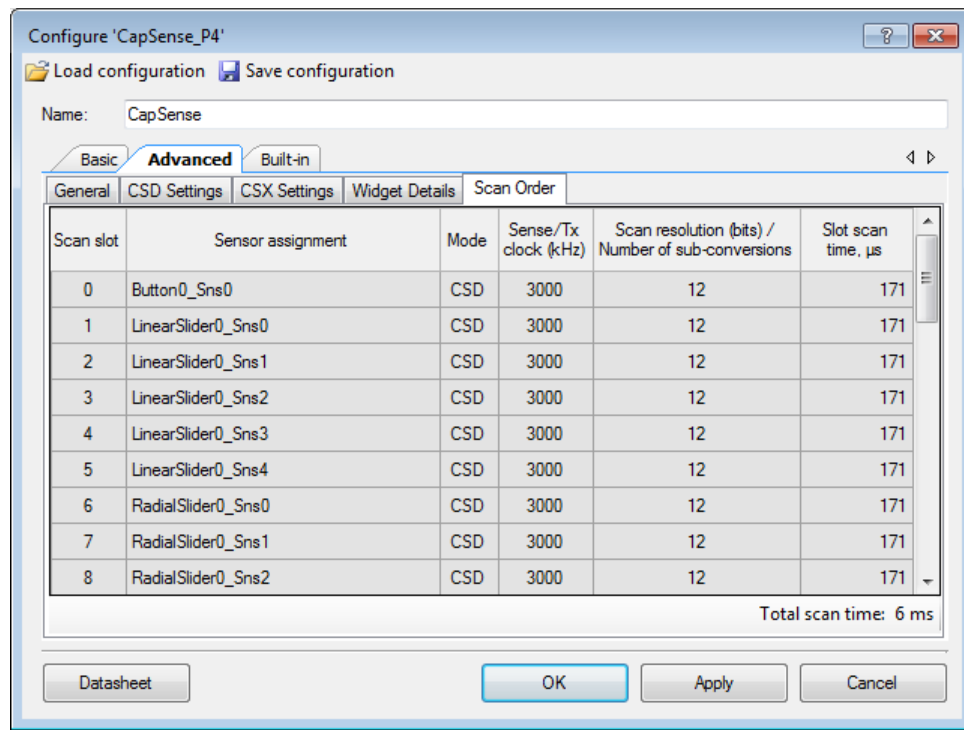 Configure 'CapSense_P4'
Load configuration Save configuration
Name: CapSense
Basic Advanced Built-in
General CSD Settings CSX Settings Widget Details Scan Order
Scan slot Sensor assignment Mode Sense/Tx clock (kHz) Scan resolution (bits) / Number of sub-conversions Slot scan time, µs
0 Button0_Sns0 CSD 3000 12 171
1 LinearSlider0_Sns0 CSD 3000 12 171
2 LinearSlider0_Sns1 CSD 3000 12 171
3 LinearSlider0_Sns2 CSD 3000 12 171
4 LinearSlider0_Sns3 CSD 3000 12 171
5 LinearSlider0_Sns4 CSD 3000 12 171
6 RadialSlider0_Sns0 CSD 3000 12 171
7 RadialSlider0_Sns1 CSD 3000 12 171
8 RadialSlider0_Sns2 CSD 3000 12 171
Total scan time: 6 ms
Datasheet OK Apply Cancel